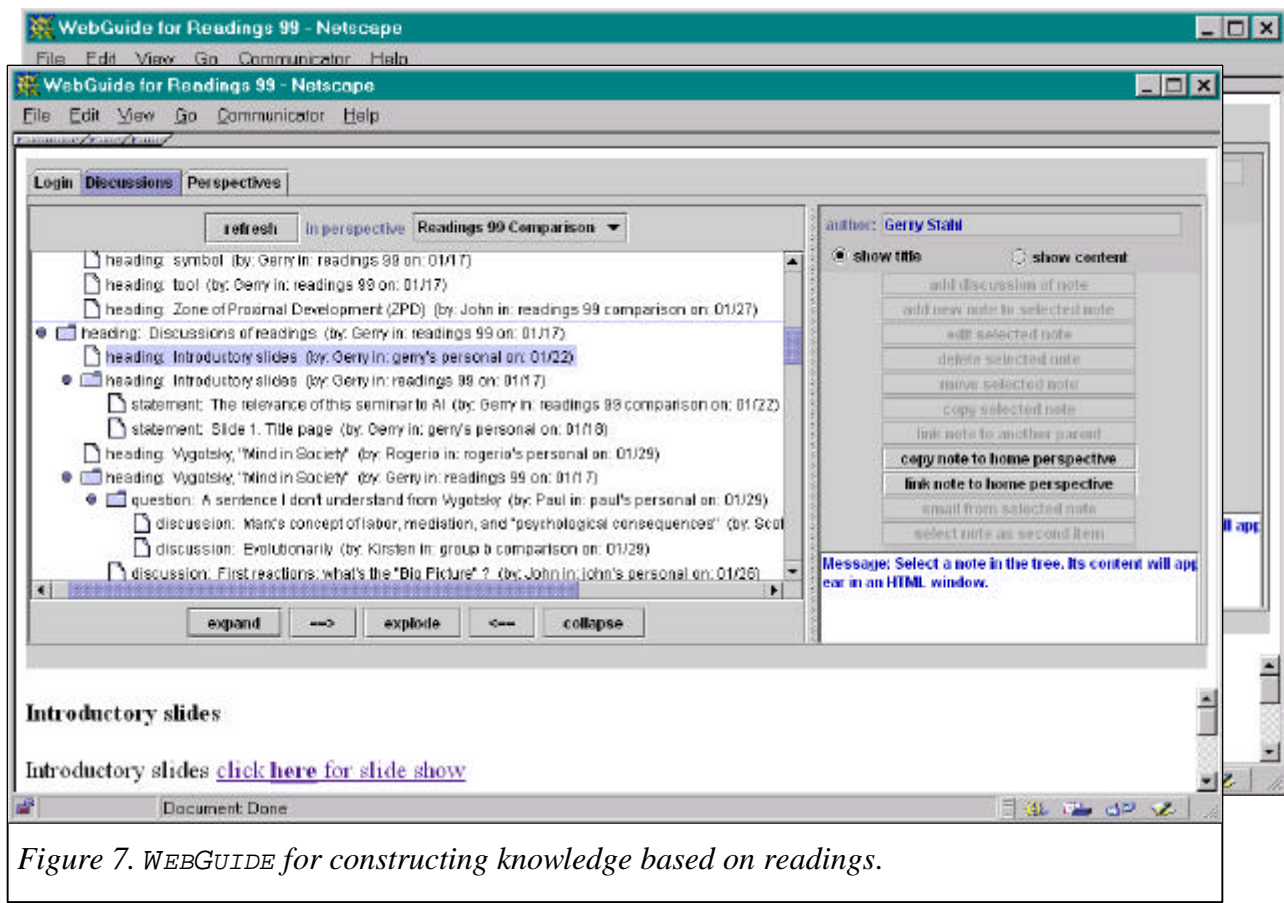 WebGuide for Readings 99 - Netscape
File Edit View Go Communicator Help
WebGuide for Readings 99 - Netscape
File Edit View Go Communicator Help
Login Discussions Perspectives
refresh in perspective Readings 99 Comparison
heading: symbol (by: Gerry in: readings 99 on: 01/17)
heading: tool (by: Gerry in: readings 99 on: 01/17)
heading: Zone of Proximal Development (ZPD) (by: John in: readings 99 comparison on: 01/27)
heading: Discussions of readings (by: Gerry in: readings 99 on: 01/17)
heading: Introductory slides (by: Gerry in: gerry's personal on: 01/22)
heading: Introductory slides (by: Gerry in: readings 99 on: 01/17)
statement: The relevance of this seminar to AI (by: Gerry in: readings 99 comparison on: 01/22)
statement: Slide 1. Title page (by: Gerry in: gerry's personal on: 01/18)
heading: Vygotsky, "Mind in Society" (by: Rogerio in: rogerio's personal on: 01/29)
heading: Vygotsky, "Mind in Society" (by: Gerry in: readings 99 on: 01/17)
question: A sentence I don't understand from Vygotsky (by: Paul in: paul's personal on: 01/29)
discussion: Marx's concept of labor, mediation, and "psychological consequences" (by: Scot
discussion: Evolutionarily (by: Kirsten in: group b comparison on: 01/29)
discussion: First reactions: what's the "Big Picture" ? (by: John in: john's personal on: 01/26)
expand ==> explode <== collapse
author: Gerry Stahl
show title show content
add discussion of note
add new note to selected note
edit selected note
delete selected note
move selected note
copy selected note
link note to another parent
copy note to home perspective
link note to home perspective
email from selected note
select note as second item
Message: Select a note in the tree. Its content will app
ear in an HTML window.
ll app
Introductory slides
Introductory slides click here for slide show
Document: Done
Figure 7. WEBGUIDE for constructing knowledge based on readings.